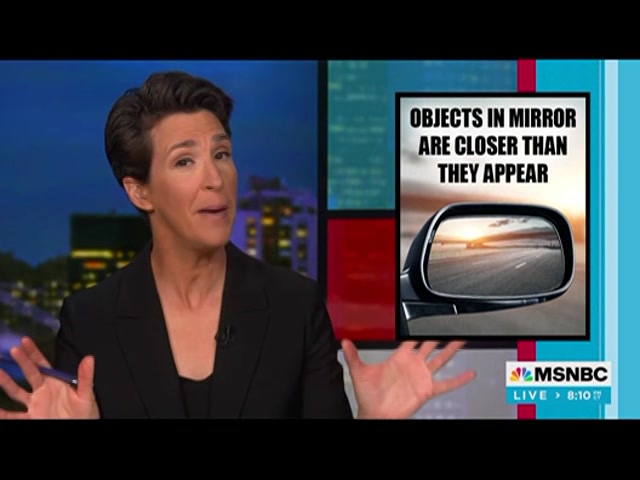 OBJECTS IN MIRROR
ARE CLOSER THAN
THEY APPEAR
MSNBC
LIVE > 8:10